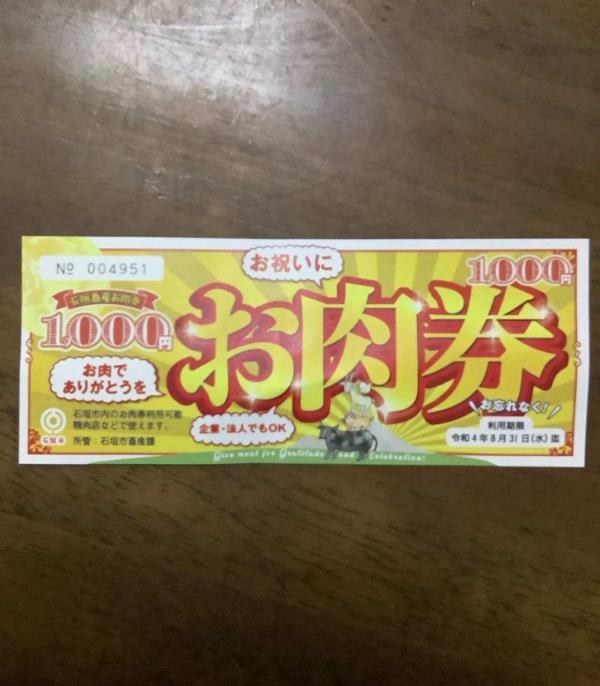 № 004951
お祝いに
1,000円
石垣島産お肉券
1,000円
お肉券
お肉で
ありがとうを
お忘れなく!
石垣市内のお肉券利用可能
精肉店などで使えます。
企業・法人でもOK
利用期限
石垣市
所管:石垣市畜産課
令和4年8月31日(水)迄
Give meat for Gratitude and Celebration!